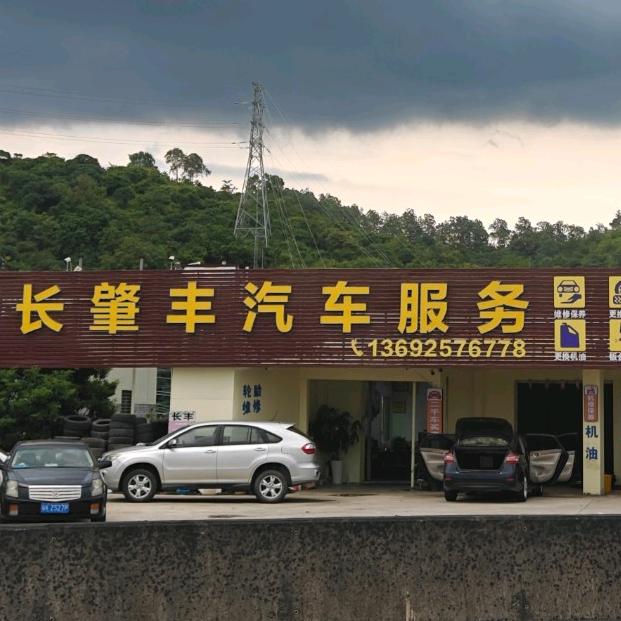 长肇丰汽车服务
13692576778
维修保养
更换机油
轮胎
维修
长丰
机油